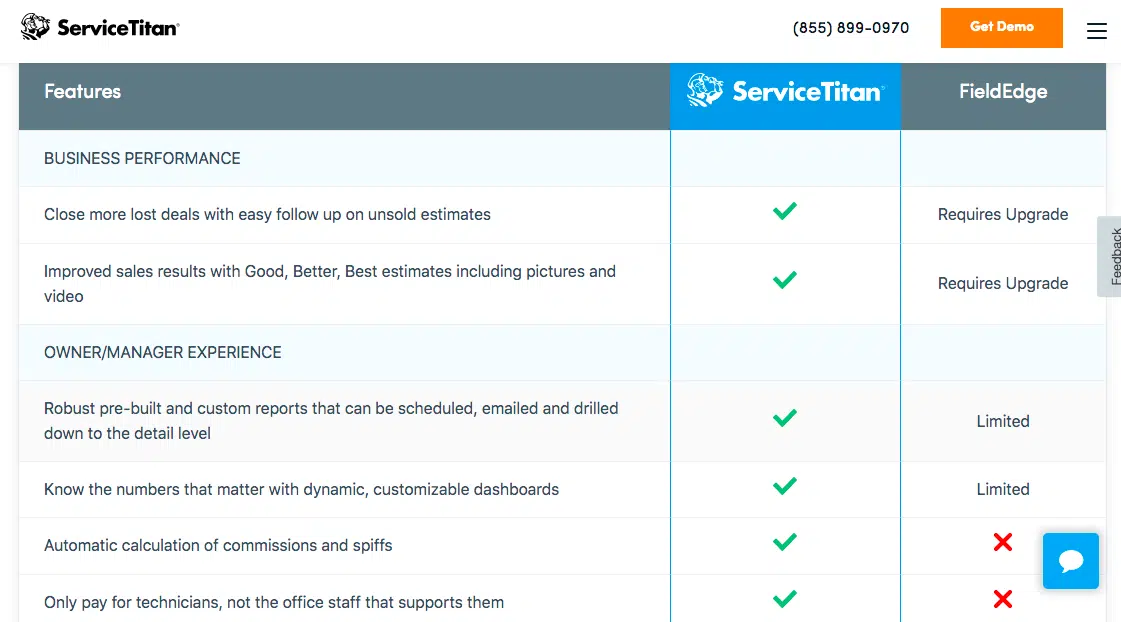 ServiceTitan
(855) 899-0970
Get Demo
Features
ServiceTitan
FieldEdge
BUSINESS PERFORMANCE
Close more lost deals with easy follow up on unsold estimates
Requires Upgrade
Improved sales results with Good, Better, Best estimates including pictures and
video
Requires Upgrade
OWNER/MANAGER EXPERIENCE
Robust pre-built and custom reports that can be scheduled, emailed and drilled
down to the detail level
Limited
Know the numbers that matter with dynamic, customizable dashboards
Limited
Automatic calculation of commissions and spiffs
Only pay for technicians, not the office staff that supports them
Feedback